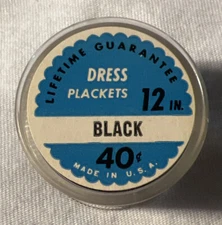 LIFETIME GUARANTEE
DRESS
PLACKETS
12 IN.
BLACK
40¢
MADE IN U.S.A.